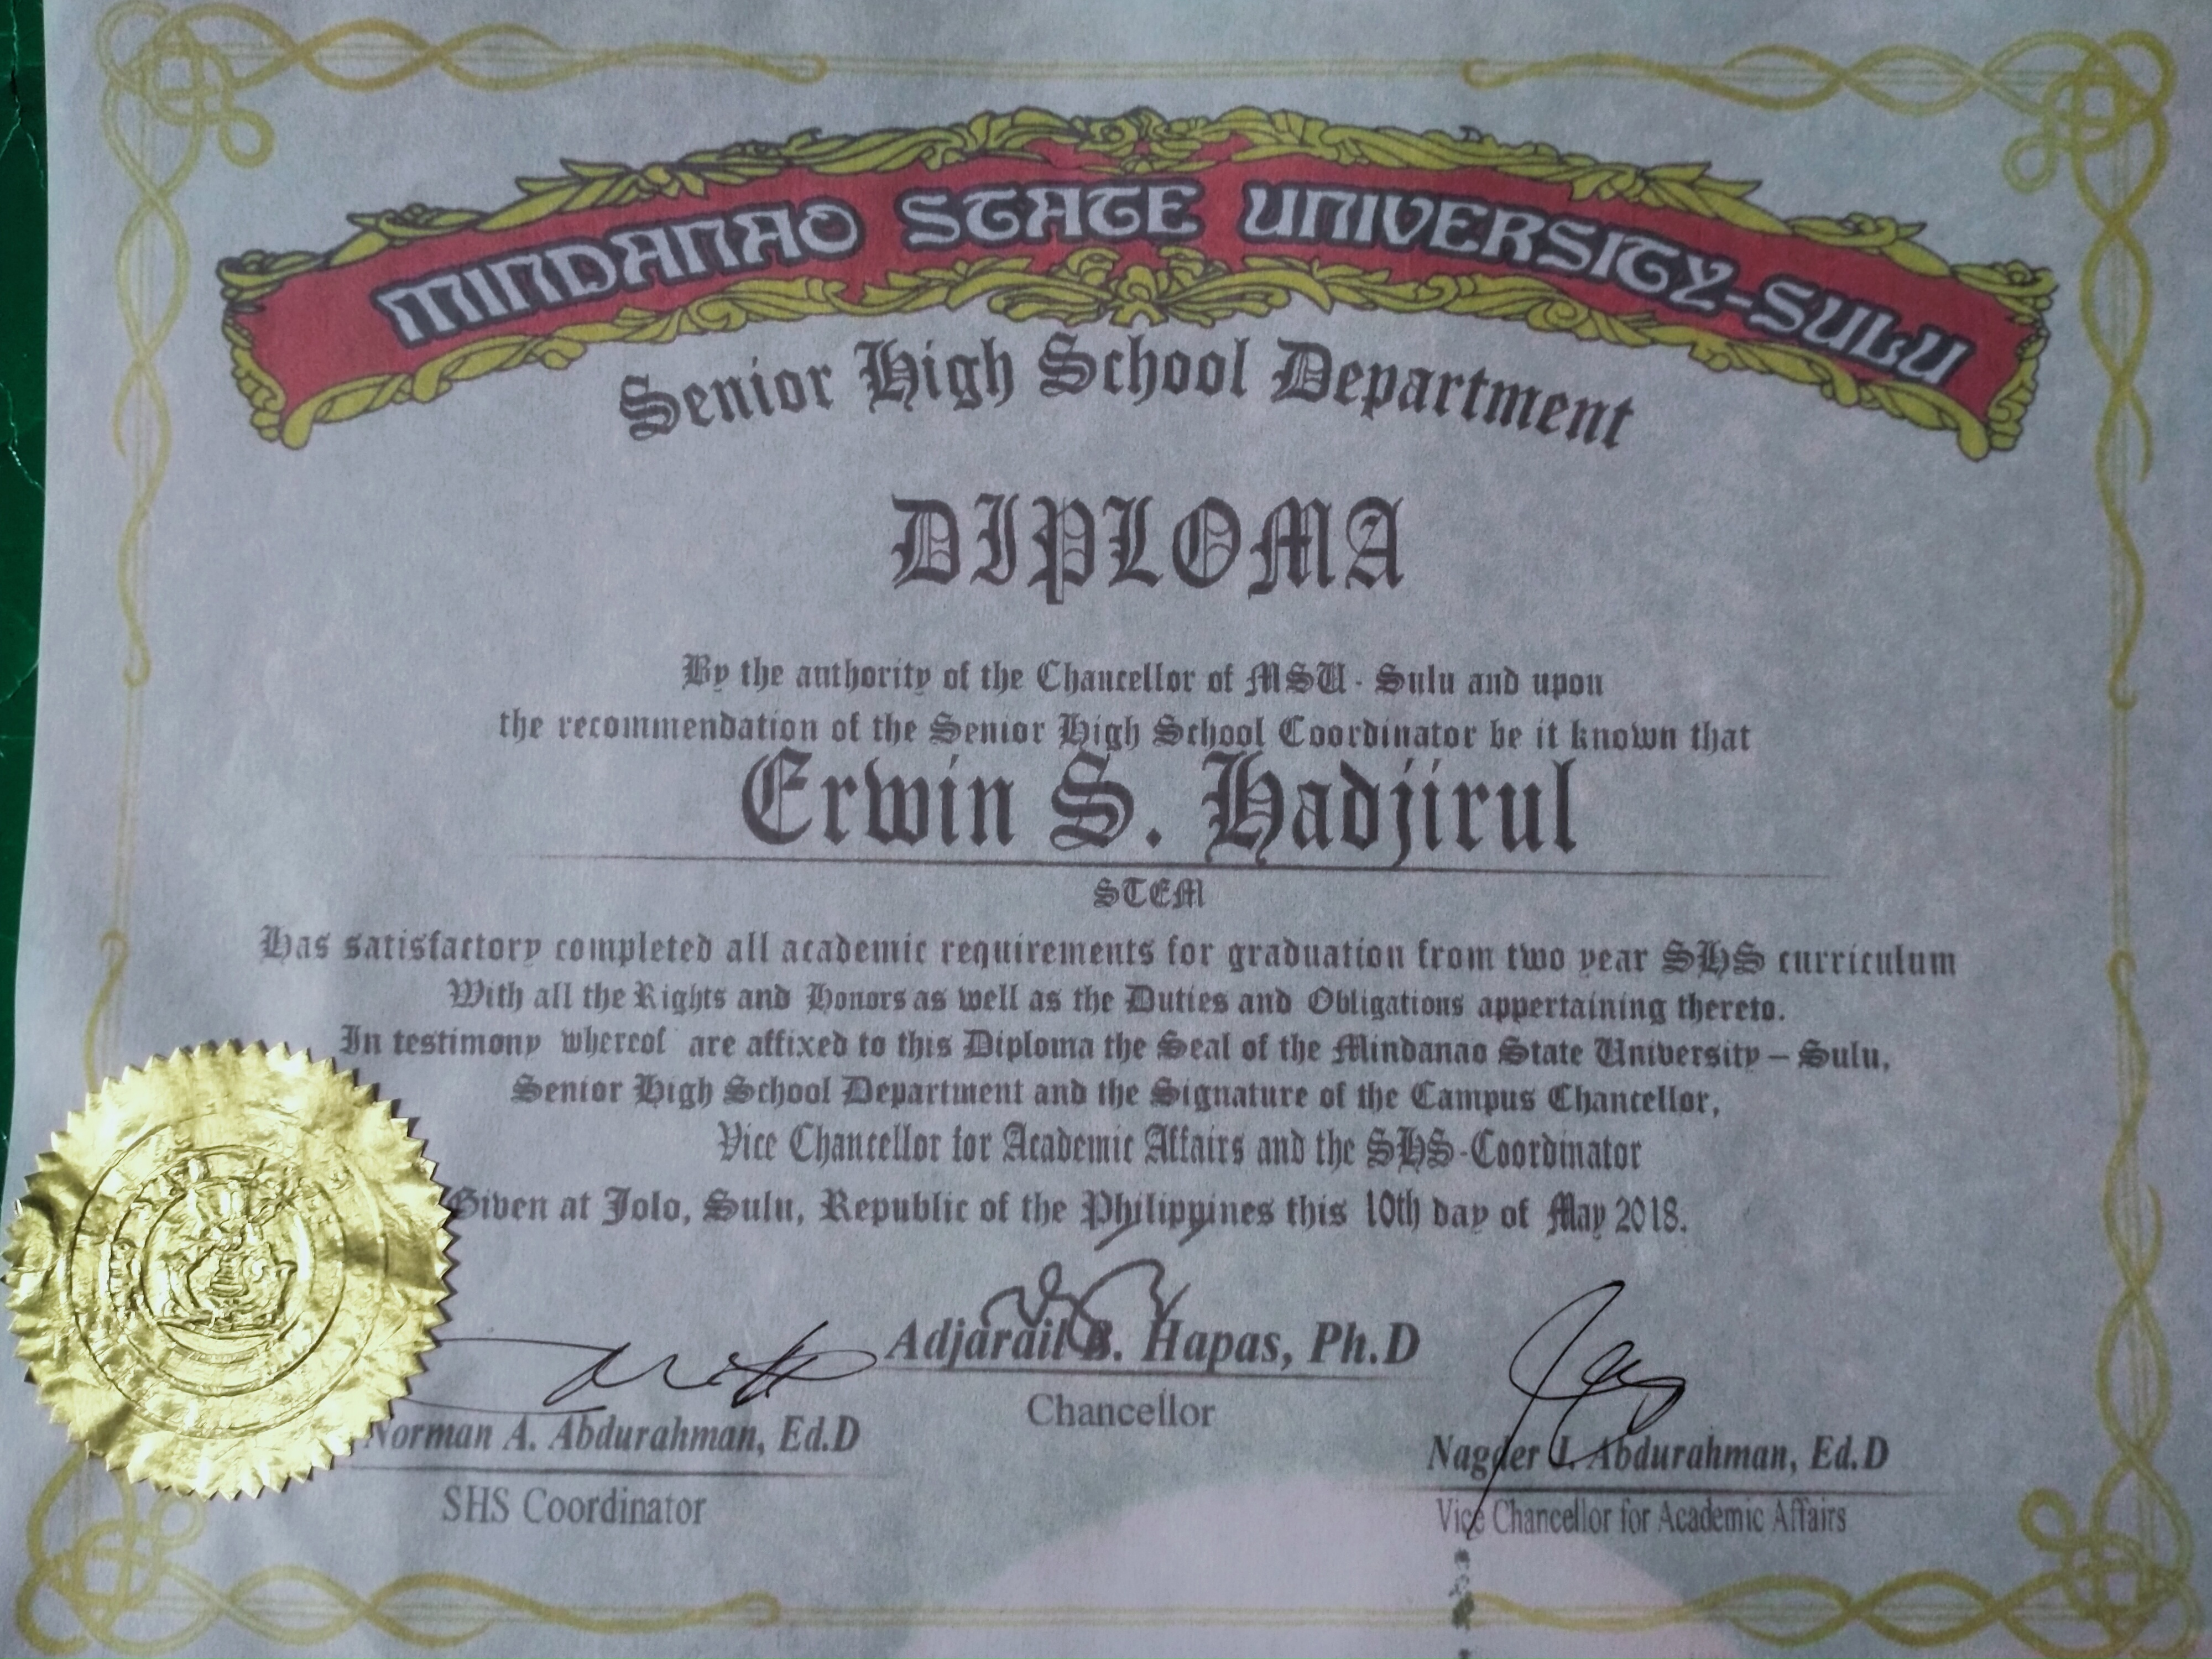 MINDANAO STATE UNIVERSITY-SULU
Senior High School Department
DIPLOMA
By the authority of the Chancellor of MSU - Sulu and upon
the recommendation of the Senior High School Coordinator be it known that
Erwin S. Hadjirul
STEM
Has satisfactory completed all academic requirements for graduation from two year SHS curriculum
With all the Rights and Honors as well as the Duties and Obligations appertaining thereto.
In testimony whereof are affixed to this Diploma the Seal of the Mindanao State University – Sulu,
Senior High School Department and the Signature of the Campus Chancellor,
Vice Chancellor for Academic Affairs and the SHS-Coordinator
Given at Jolo, Sulu, Republic of the Philippines this 10th day of May 2018.
Adjarail B. Hapas, Ph.D
Chancellor
Norman A. Abdurahman, Ed.D
SHS Coordinator
Nagder J. Abdurahman, Ed.D
Vice Chancellor for Academic Affairs